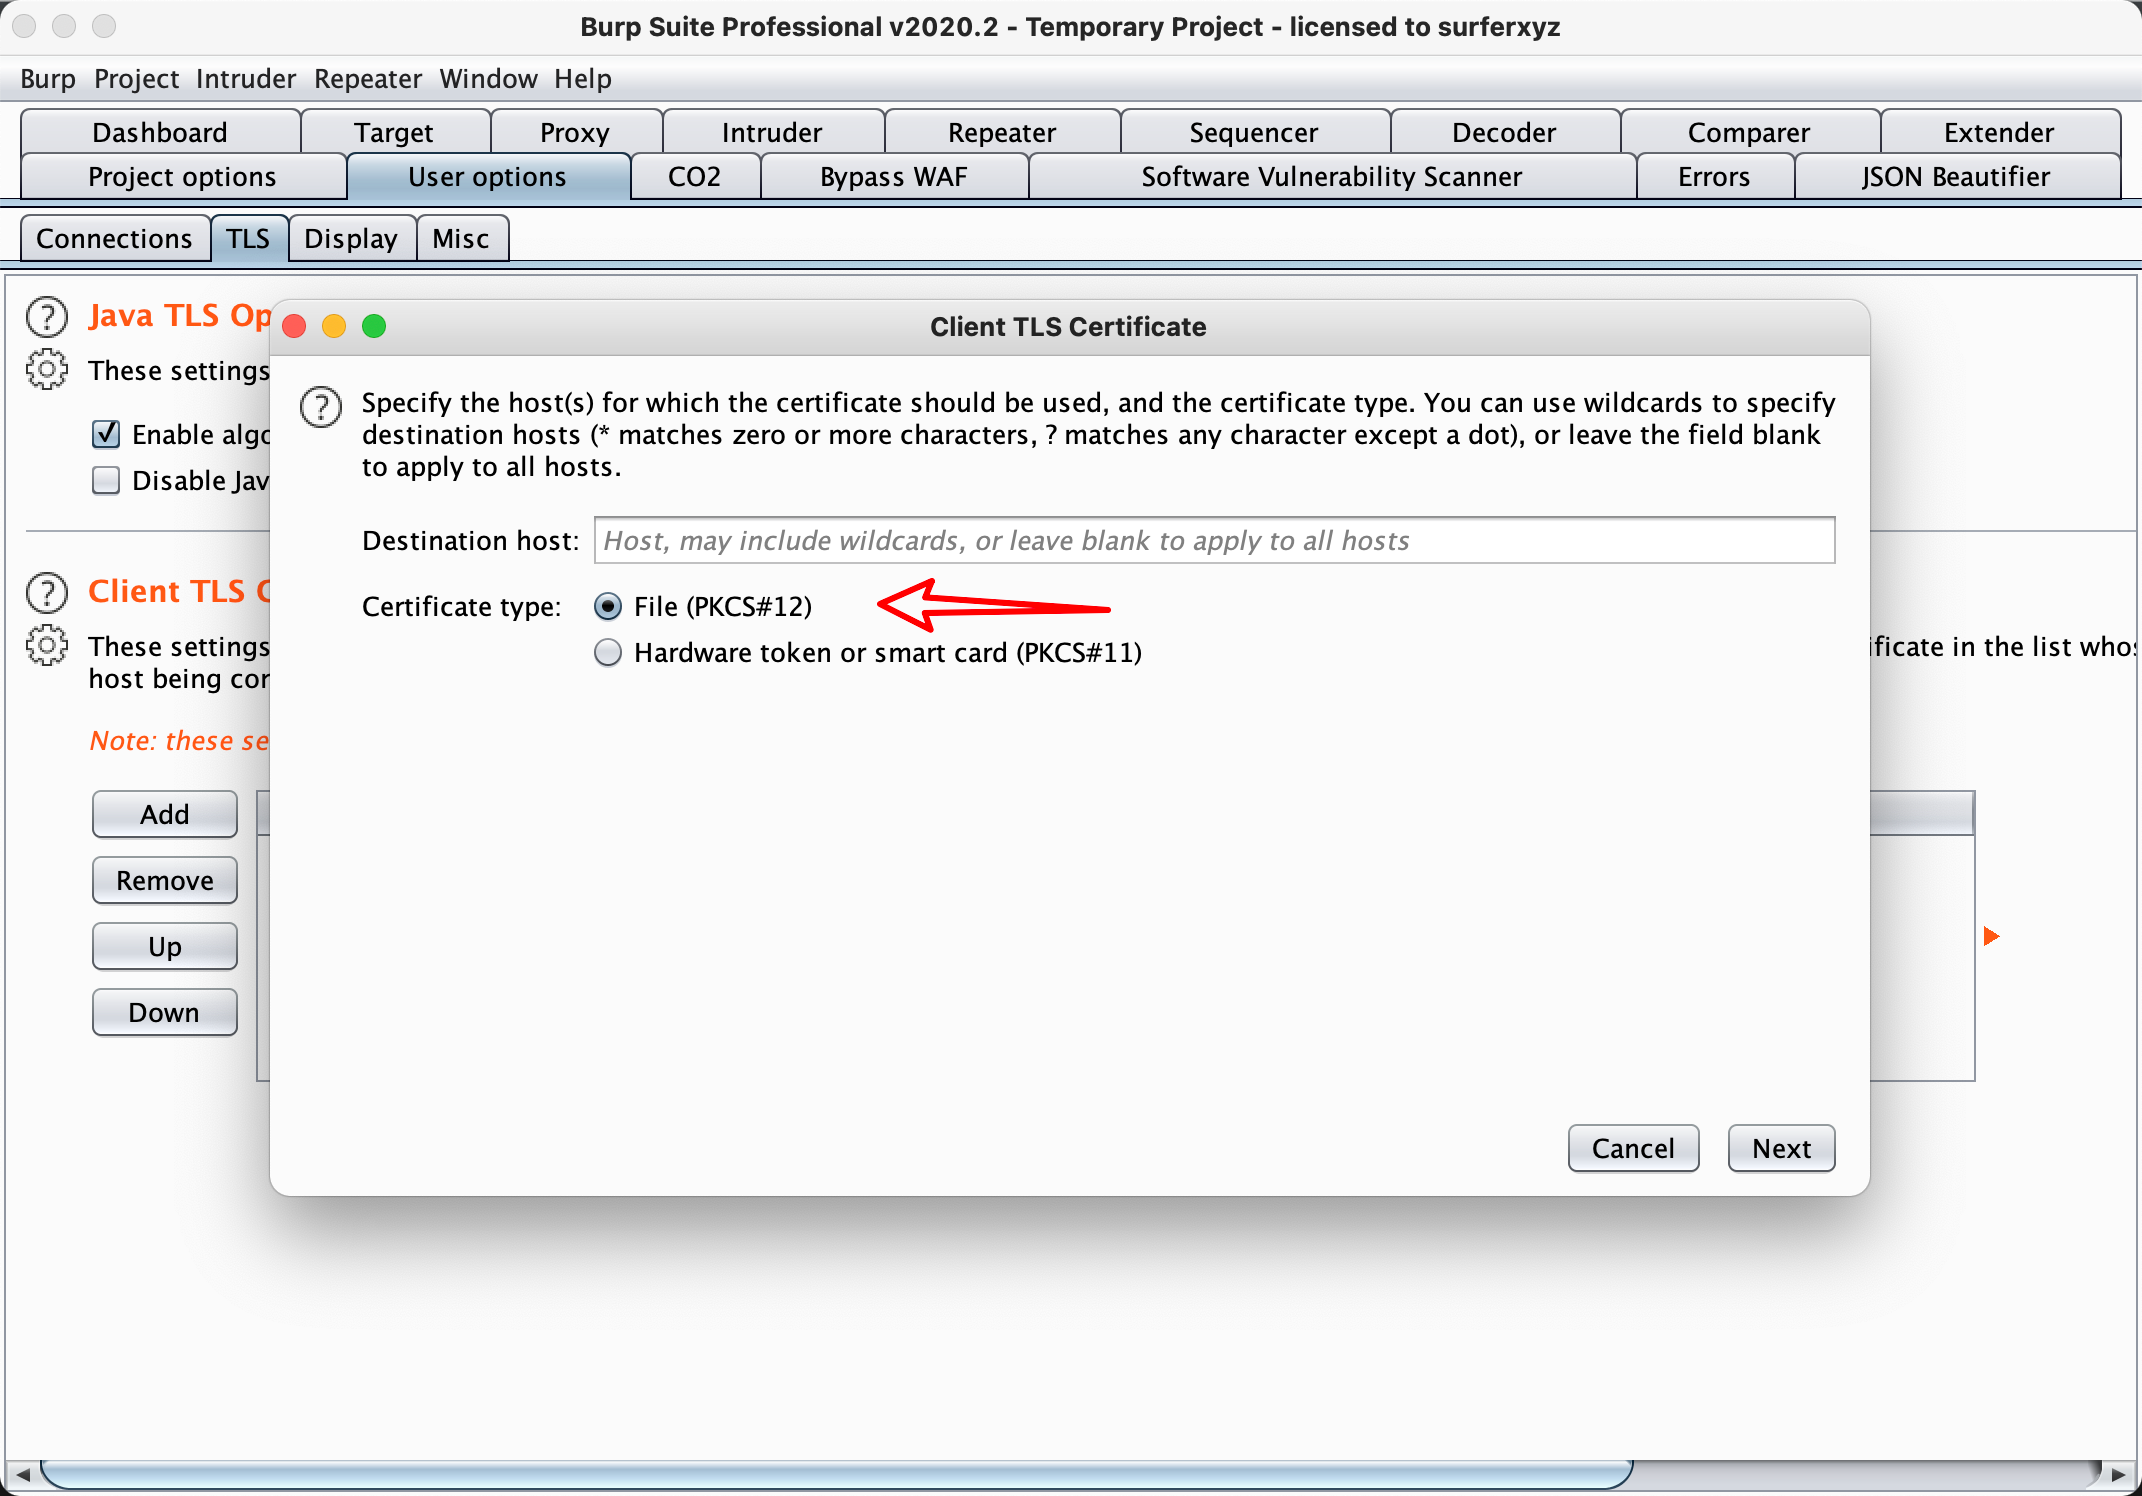 Burp Suite Professional v2020.2 - Temporary Project - licensed to surferxyz
Burp Project Intruder Repeater Window Help
Dashboard Target Proxy Intruder Repeater Sequencer Decoder Comparer Extender
Project options User options CO2 Bypass WAF Software Vulnerability Scanner Errors JSON Beautifier
Connections TLS Display Misc
? Java TLS Op
These settings
Enable algo
Disable Jav
? Client TLS C
These settings
host being cor
ificate in the list whos
Note: these se
Add
Remove
Up
Down
Client TLS Certificate
? Specify the host(s) for which the certificate should be used, and the certificate type. You can use wildcards to specify
destination hosts (* matches zero or more characters, ? matches any character except a dot), or leave the field blank
to apply to all hosts.
Destination host: Host, may include wildcards, or leave blank to apply to all hosts
Certificate type: File (PKCS#12)
Hardware token or smart card (PKCS#11)
Cancel Next